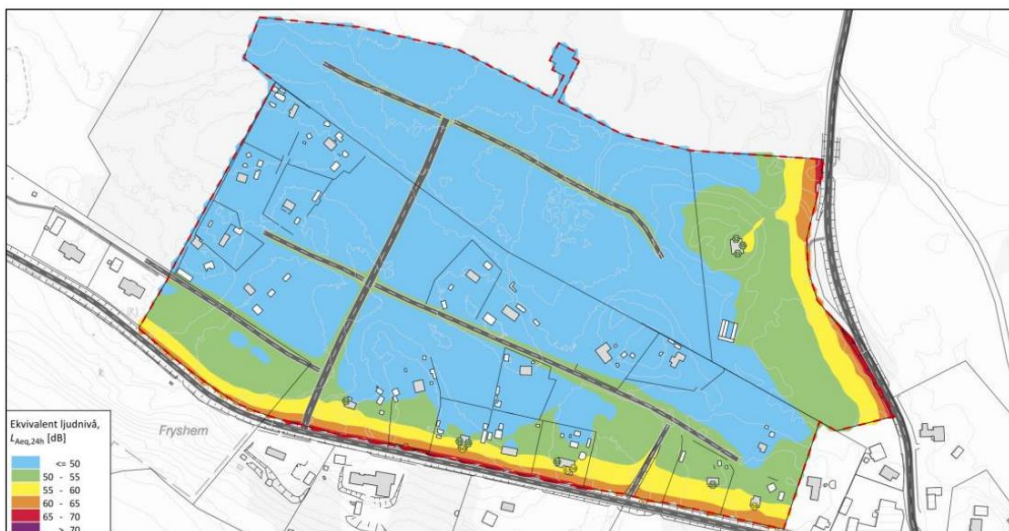 Fryshem
Ekvivalent ljudnivå,
LAeq,24h [dB]
<= 50
50 - 55
55 - 60
60 - 65
65 - 70
> 70